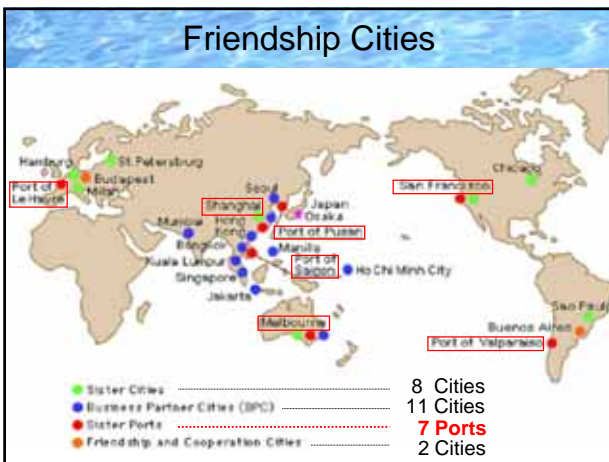 Friendship Cities
Hamburg
St.Petersburg
Budapest
Milan
Port of
Le Havre
Seoul
Shanghai
Japan
Osaka
Hong
Kong
Port of Pusan
Mumbai
Bangkok
Manila
Kuala Lumpur
Port of
Saigon
Ho Chi Minh City
Singapore
Jakarta
Melbourne
Chicago
San Francisco
Sao Paulo
Buenos Aires
Port of Valparaiso
Sister Cities 8 Cities
Business Partner Cities (BPC) 11 Cities
Sister Ports 7 Ports
Friendship and Cooperation Cities 2 Cities